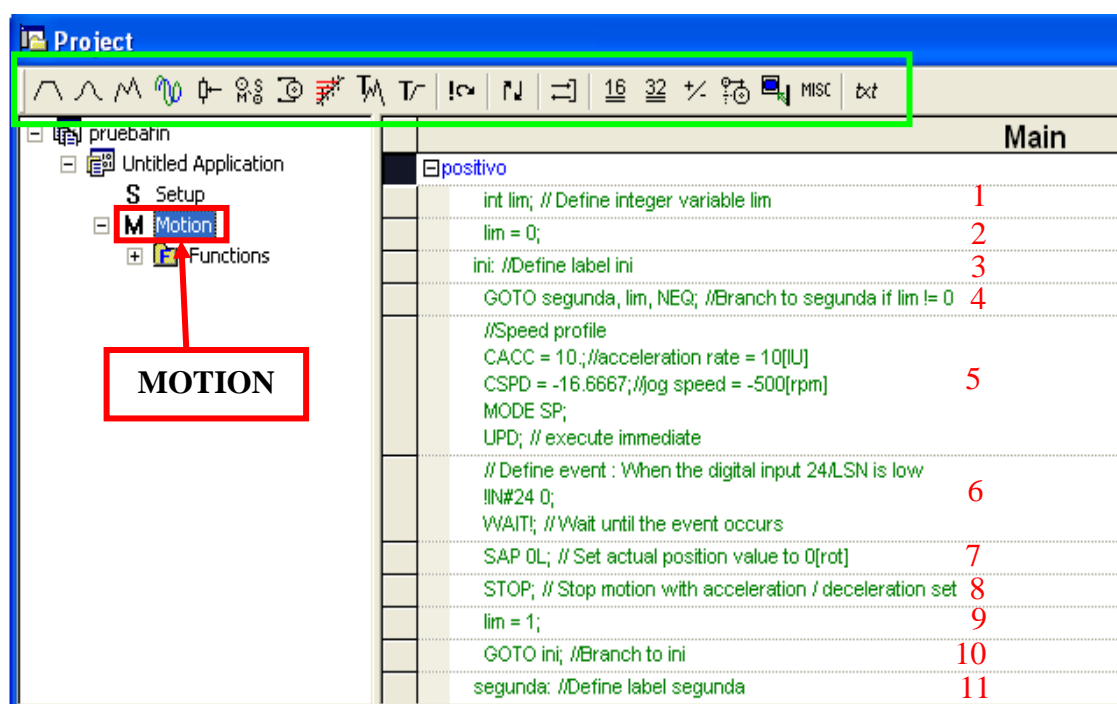 Project
16 32 +/- MISC txt
pruebafin
Main
Untitled Application
positivo
S Setup
int lim; // Define integer variable lim 1
M Motion
lim = 0; 2
F Functions
ini: //Define label ini 3
GOTO segunda, lim, NEQ; //Branch to segunda if lim != 0 4
//Speed profile
CACC = 10.;//acceleration rate = 10[IU]
MOTION
CSPD = -16.6667;//jog speed = -500[rpm] 5
MODE SP;
UPD; // execute immediate
// Define event : When the digital input 24/LSN is low
!IN#24 0; 6
WAIT!; // Wait until the event occurs
SAP 0L; // Set actual position value to 0[rot] 7
STOP; // Stop motion with acceleration / deceleration set 8
lim = 1; 9
GOTO ini; //Branch to ini 10
segunda: //Define label segunda 11